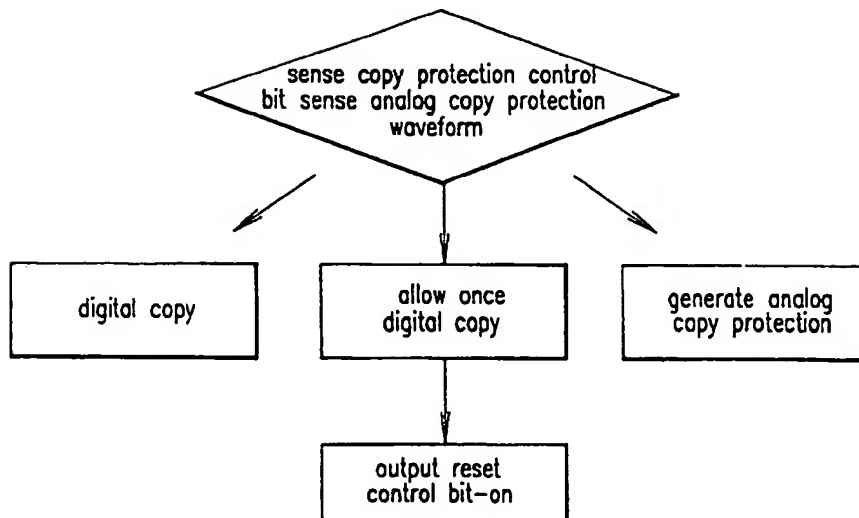 sense copy protection control
bit sense analog copy protection
waveform
digital copy
allow once
digital copy
generate analog
copy protection
output reset
control bit-on